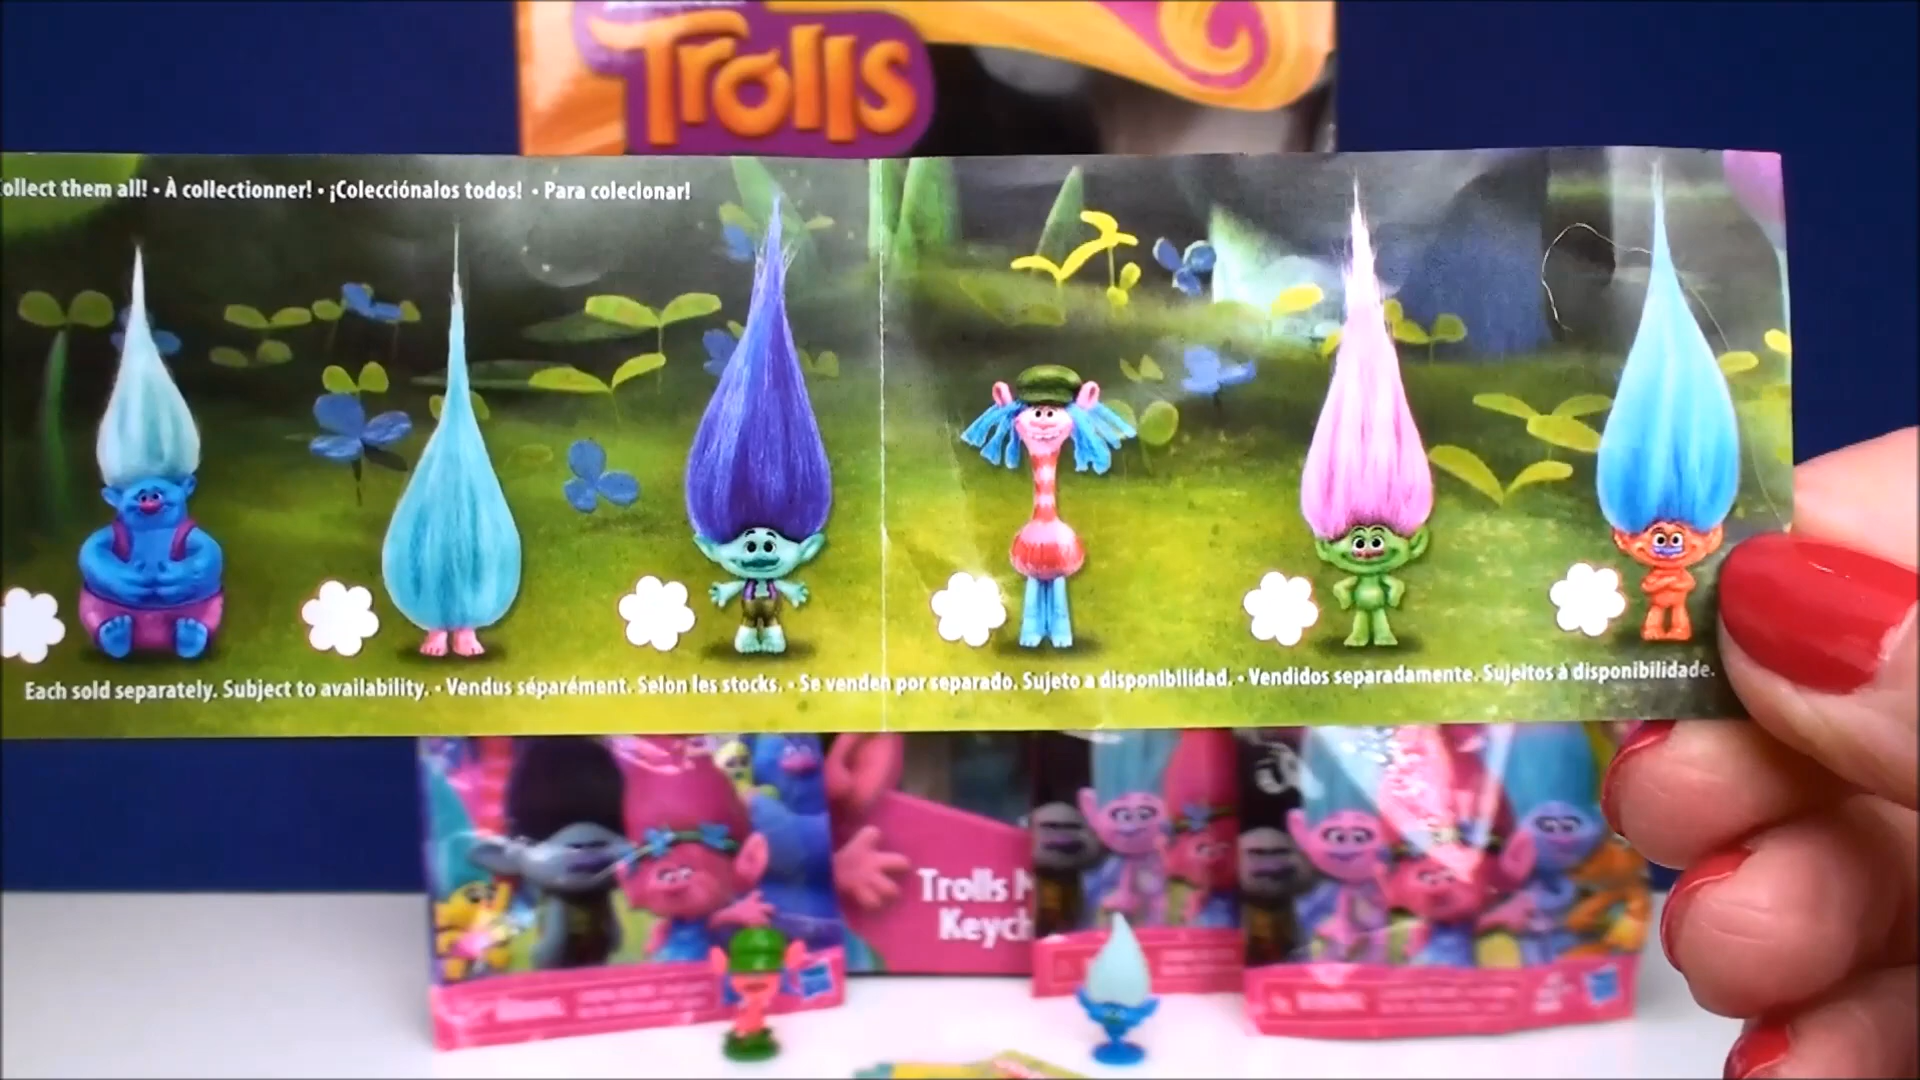 Trolls
ollect them all! • À collectionner! • ¡Colecciónalos todos! • Para colecionar!
Each sold separately. Subject to availability. • Vendus séparément. Selon les stocks. • Se venden por separado. Sujeto a disponibilidad. • Vendidos separadamente. Sujeitos à disponibilidade.
Trolls
Keych